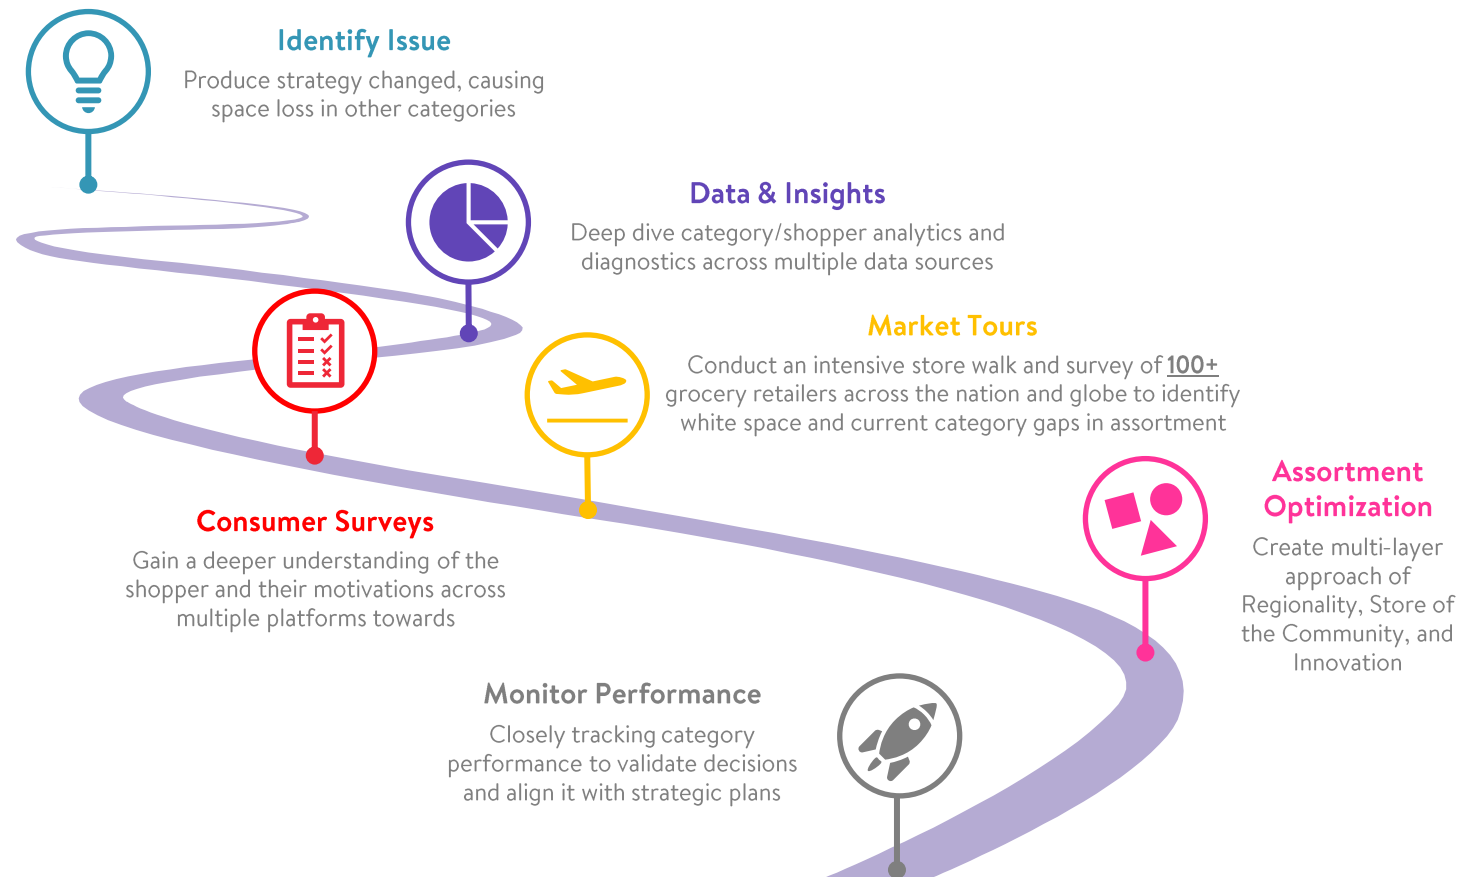 Identify Issue
Produce strategy changed, causing
space loss in other categories
Data & Insights
Deep dive category/shopper analytics and
diagnostics across multiple data sources
Market Tours
Conduct an intensive store walk and survey of 100+
grocery retailers across the nation and globe to identify
white space and current category gaps in assortment
Consumer Surveys
Gain a deeper understanding of the
shopper and their motivations across
multiple platforms towards
Assortment
Optimization
Create multi-layer
approach of
Regionality, Store of
the Community, and
Innovation
Monitor Performance
Closely tracking category
performance to validate decisions
and align it with strategic plans